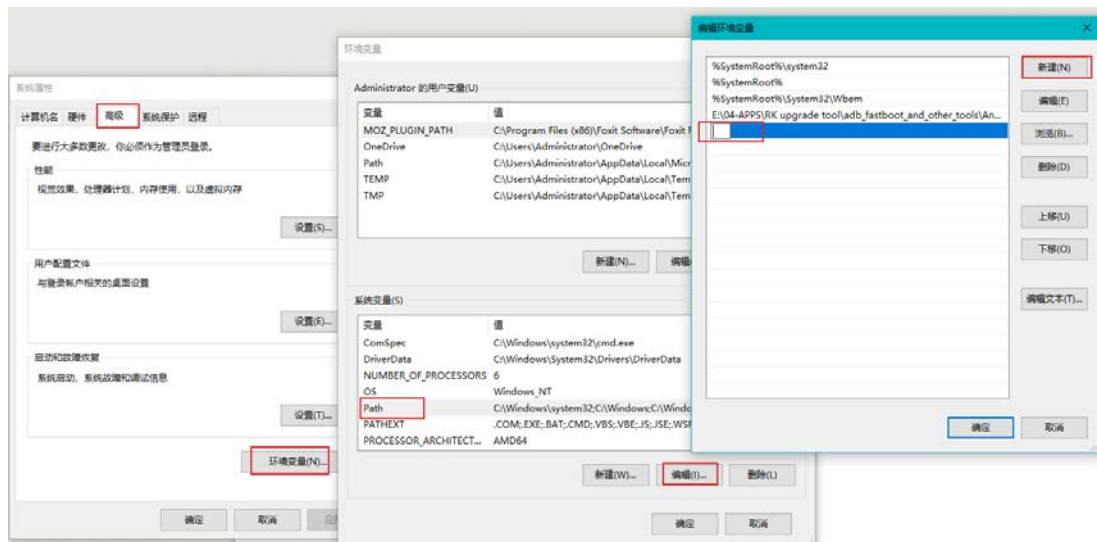 系统属性
计算机名 硬件 高级 系统保护 远程
要进行大多数更改，你必须作为管理员登录。
性能
视觉效果，处理器计划，内存使用，以及虚拟内存
设置(S)...
用户配置文件
与登录帐户相关的桌面设置
设置(E)...
启动和故障恢复
系统启动、系统故障和调试信息
设置(T)...
环境变量(N)...
确定 取消
环境变量
Administrator 的用户变量(U)
变量 值
MOZ_PLUGIN_PATH C:\Program Files (x86)\Foxit Software\Foxit
OneDrive C:\Users\Administrator\OneDrive
Path C:\Users\Administrator\AppData\Local\Micr
TEMP C:\Users\Administrator\AppData\Local\Tem
TMP C:\Users\Administrator\AppData\Local\Tem
新建(N)... 编辑
系统变量(S)
变量 值
ComSpec C:\Windows\system32\cmd.exe
DriverData C:\Windows\System32\Drivers\DriverData
NUMBER_OF_PROCESSORS 6
OS Windows_NT
Path C:\Windows\system32;C:\Windows;C:\Windo
PATHEXT .COM;.EXE;.BAT;.CMD;.VBS;.VBE;.JS;.JSE;.WSF
PROCESSOR_ARCHITECT... AMD64
新建(W)... 编辑(I)... 删除(L)
确定 取消
编辑环境变量
%SystemRoot%\system32
%SystemRoot%
%SystemRoot%\System32\Wbem
E:\04-APPS\RK upgrade tool\adb_fastboot_and_other_tools\An...
新建(N)
编辑(E)
浏览(B)...
删除(D)
上移(U)
下移(O)
编辑文本(T)...
确定 取消